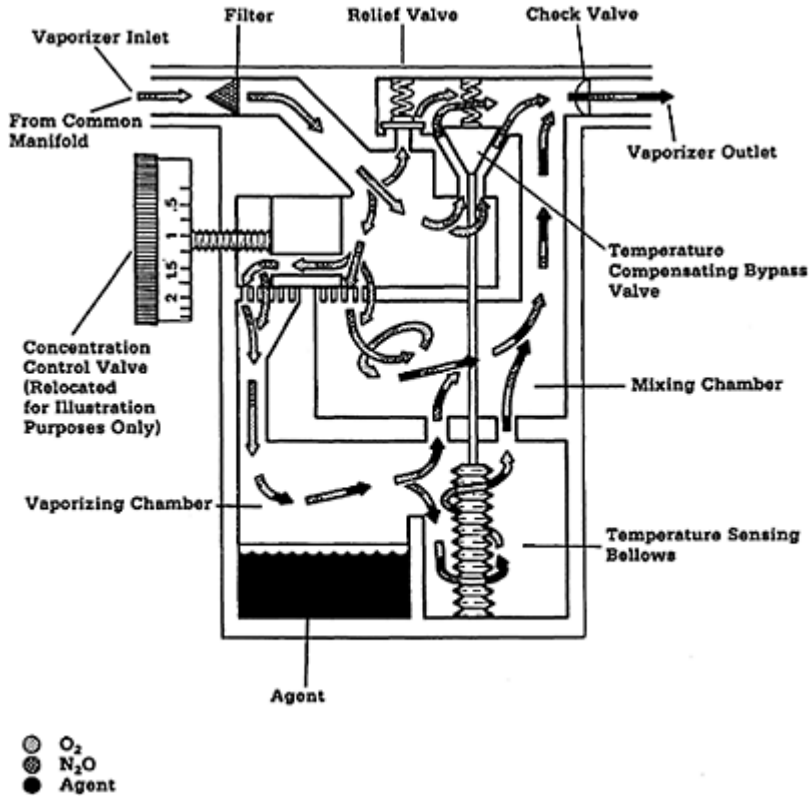 Filter
Relief Valve
Check Valve
Vaporizer Inlet
From Common
Manifold
Vaporizer Outlet
.5
1
1.5
2
Temperature
Compensating Bypass
Valve
Concentration
Control Valve
(Relocated
for Illustration
Purposes Only)
Mixing Chamber
Vaporizing Chamber
Temperature Sensing
Bellows
Agent
O₂
N₂O
Agent